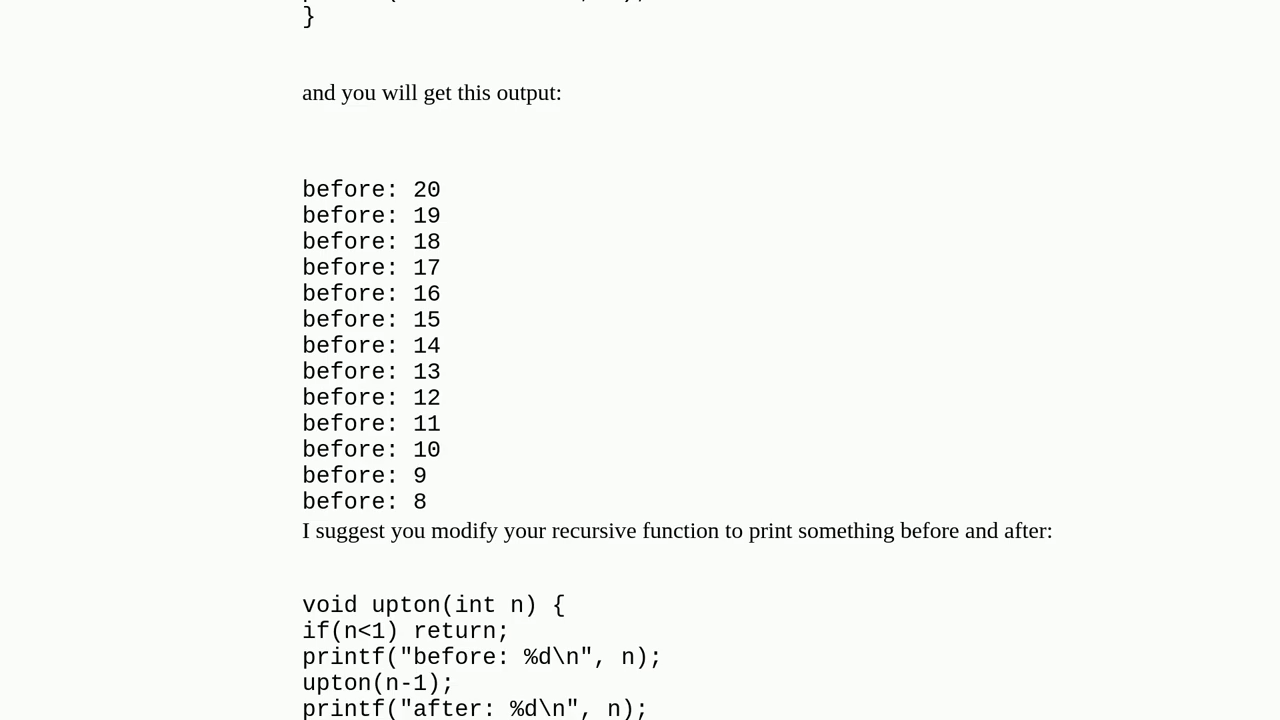 }
and you will get this output:
before: 20
before: 19
before: 18
before: 17
before: 16
before: 15
before: 14
before: 13
before: 12
before: 11
before: 10
before: 9
before: 8
I suggest you modify your recursive function to print something before and after:
void upton(int n) {
if(n<1) return;
printf("before: %d\n", n);
upton(n-1);
printf("after: %d\n", n);